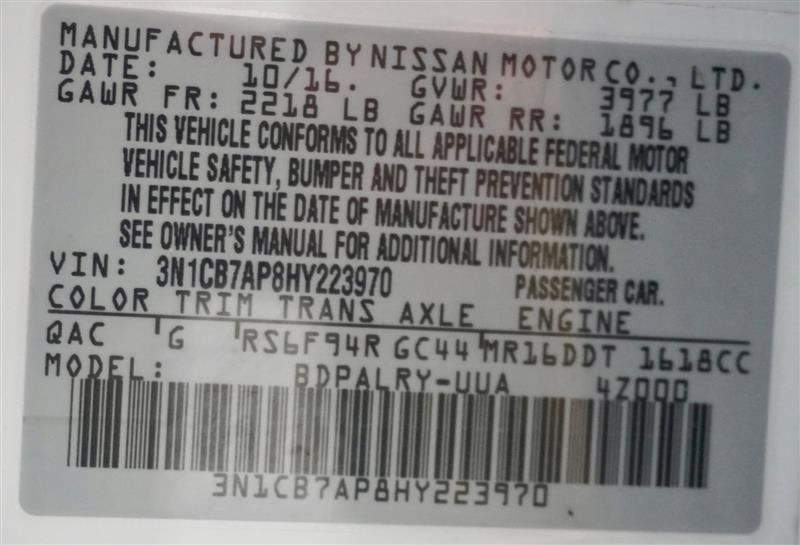 MANUFACTURED BY NISSAN MOTOR CO., LTD.
DATE: 10/16. GVWR: 3977 LB
GAWR FR: 2218 LB GAWR RR: 1896 LB
THIS VEHICLE CONFORMS TO ALL APPLICABLE FEDERAL MOTOR
VEHICLE SAFETY, BUMPER AND THEFT PREVENTION STANDARDS
IN EFFECT ON THE DATE OF MANUFACTURE SHOWN ABOVE.
SEE OWNER'S MANUAL FOR ADDITIONAL INFORMATION.
VIN: 3N1CB7AP8HY223970 PASSENGER CAR.
COLOR TRIM TRANS AXLE ENGINE
QAC G RS6F94R GC44 MR16DDT 1618CC
MODEL: BDPALRY-UUA 4Z000
3N1CB7AP8HY223970